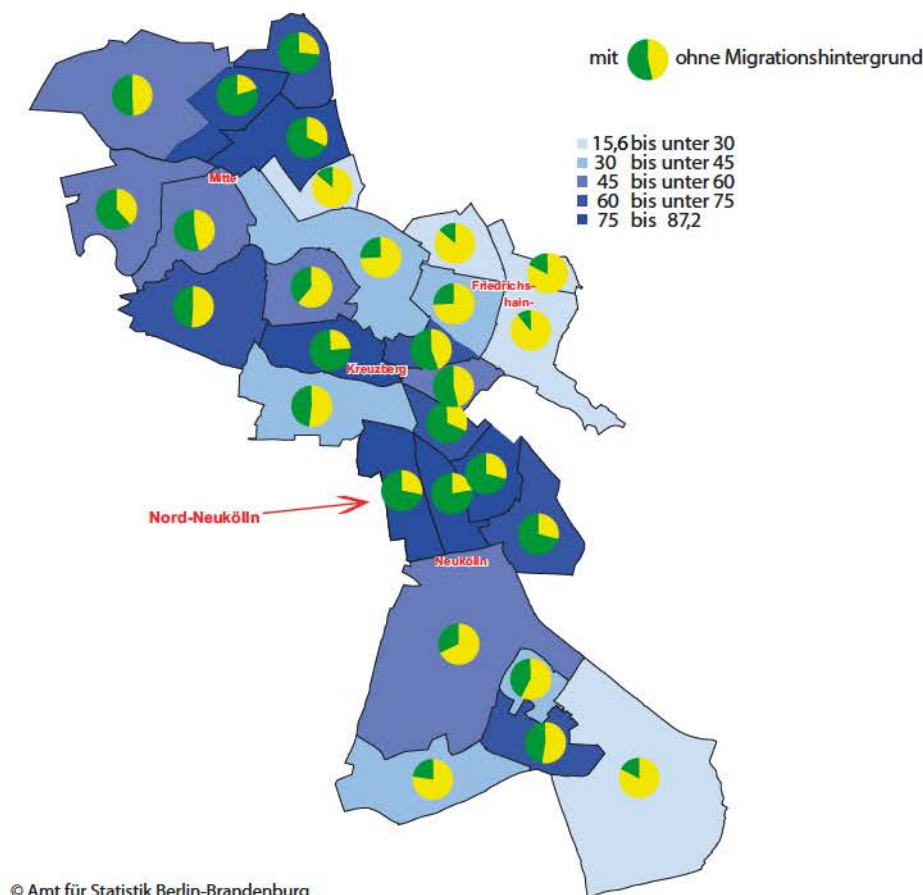 mit ohne Migrationshintergrund
15,6 bis unter 30
30 bis unter 45
45 bis unter 60
60 bis unter 75
75 bis 87,2
Mitte
Friedrichs-
hain-
Kreuzberg
Nord-Neukölln
Neukölln
© Amt für Statistik Berlin-Brandenburg